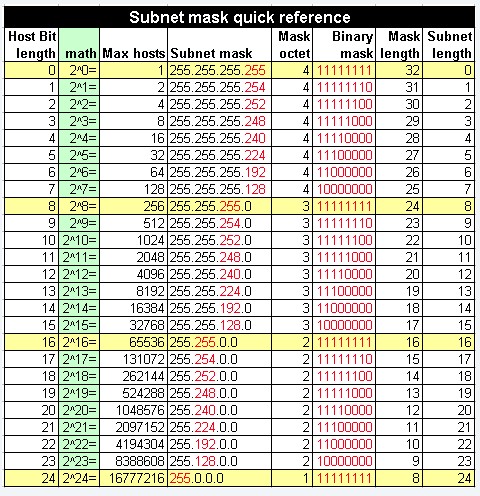 Subnet mask quick reference
Host Bit length math Max hosts Subnet mask Mask octet Binary mask Mask length Subnet length
0 2^0= 1 255.255.255.255 4 11111111 32 0
1 2^1= 2 255.255.255.254 4 11111110 31 1
2 2^2= 4 255.255.255.252 4 11111100 30 2
3 2^3= 8 255.255.255.248 4 11111000 29 3
4 2^4= 16 255.255.255.240 4 11110000 28 4
5 2^5= 32 255.255.255.224 4 11100000 27 5
6 2^6= 64 255.255.255.192 4 11000000 26 6
7 2^7= 128 255.255.255.128 4 10000000 25 7
8 2^8= 256 255.255.255.0 3 11111111 24 8
9 2^9= 512 255.255.254.0 3 11111110 23 9
10 2^10= 1024 255.255.252.0 3 11111100 22 10
11 2^11= 2048 255.255.248.0 3 11111000 21 11
12 2^12= 4096 255.255.240.0 3 11110000 20 12
13 2^13= 8192 255.255.224.0 3 11100000 19 13
14 2^14= 16384 255.255.192.0 3 11000000 18 14
15 2^15= 32768 255.255.128.0 3 10000000 17 15
16 2^16= 65536 255.255.0.0 2 11111111 16 16
17 2^17= 131072 255.254.0.0 2 11111110 15 17
18 2^18= 262144 255.252.0.0 2 11111100 14 18
19 2^19= 524288 255.248.0.0 2 11111000 13 19
20 2^20= 1048576 255.240.0.0 2 11110000 12 20
21 2^21= 2097152 255.224.0.0 2 11100000 11 21
22 2^22= 4194304 255.192.0.0 2 11000000 10 22
23 2^23= 8388608 255.128.0.0 2 10000000 9 23
24 2^24= 16777216 255.0.0.0 1 11111111 8 24